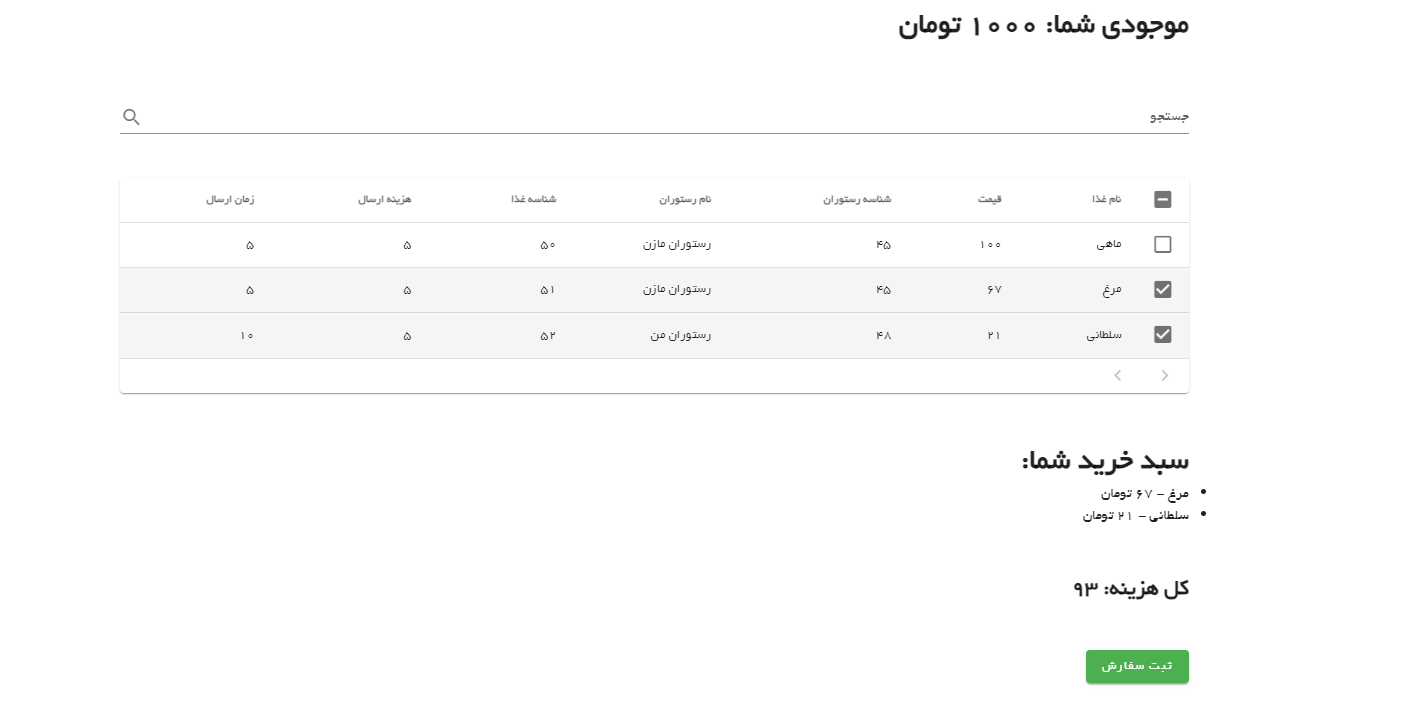 موجودی شما: ۱۰۰۰ تومان
جستجو
نام غذا قیمت شناسه رستوران نام رستوران شناسه غذا هزینه ارسال زمان ارسال
ماهی ۱۰۰ ۴۵ رستوران مازن ۵۰ ۵ ۵
مرغ ۶۷ ۴۵ رستوران مازن ۵۱ ۵ ۵
سلطانی ۲۱ ۴۸ رستوران من ۵۲ ۵ ۱۰
سبد خرید شما:
مرغ - ۶۷ تومان
سلطانی - ۲۱ تومان
کل هزینه: ۹۳
ثبت سفارش